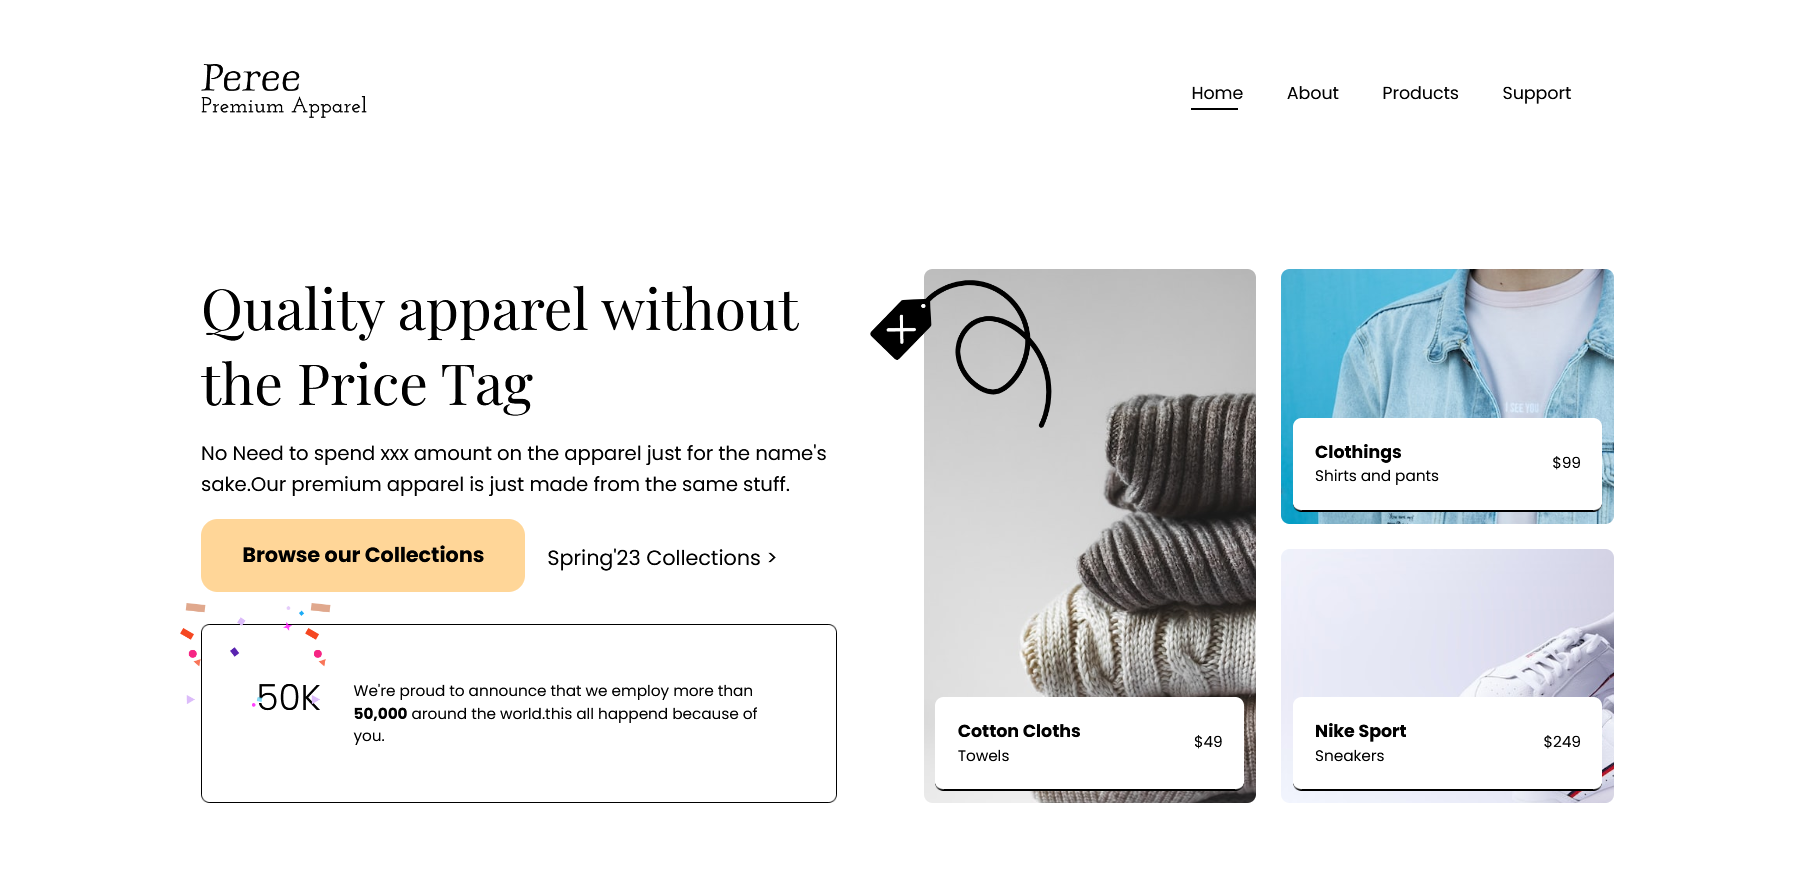 Peree
Premium Apparel
Home
About
Products
Support
Quality apparel without
the Price Tag
No Need to spend xxx amount on the apparel just for the name's
sake.Our premium apparel is just made from the same stuff.
Browse our Collections
Spring'23 Collections >
50K
We're proud to announce that we employ more than
50,000 around the world.this all happend because of
you.
Cotton Cloths
Towels
$49
I SEE YOU
Clothings
Shirts and pants
$99
Nike Sport
Sneakers
$249